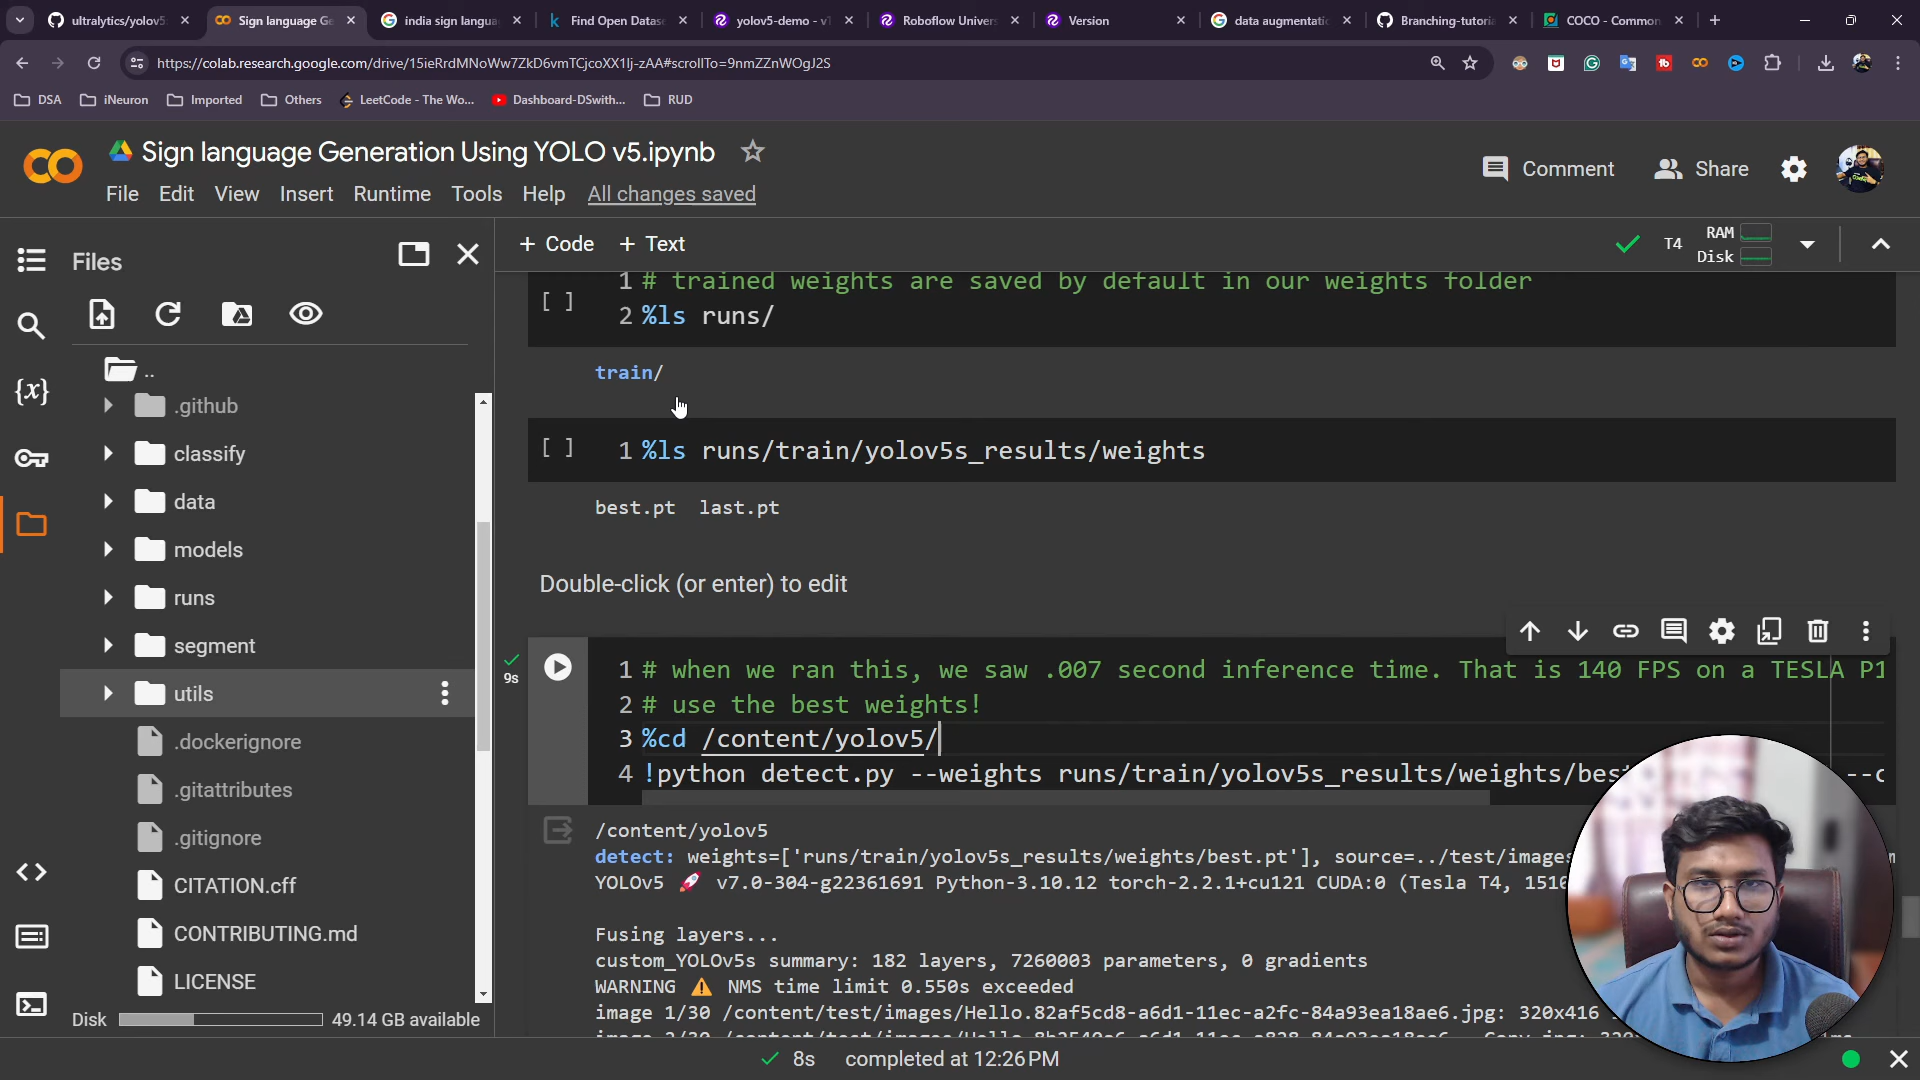 ultralytics/yolov5
Sign language Ge
india sign langua
Find Open Datase
yolov5-demo - v1
Roboflow Univers
Version
data augmentati
Branching-tutoria
COCO - Common
https://colab.research.google.com/drive/15ieRrdMNoWw7ZkD6vmTCjcoXX1Ij-zAA#scrollTo=9nmZZnWOgJ2S
DSA
iNeuron
Imported
Others
LeetCode - The Wo...
Dashboard-DSwith...
RUD
Sign language Generation Using YOLO v5.ipynb
Comment
Share
File Edit View Insert Runtime Tools Help All changes saved
Files
+ Code + Text
T4
RAM
Disk
..
.github
classify
data
models
runs
segment
utils
.dockerignore
.gitattributes
.gitignore
CITATION.cff
CONTRIBUTING.md
LICENSE
Disk 49.14 GB available
1 # trained weights are saved by default in our weights folder
[ ]
2 %ls runs/
train/
[ ] 1 %ls runs/train/yolov5s_results/weights
best.pt last.pt
Double-click (or enter) to edit
9s
1 # when we ran this, we saw .007 second inference time. That is 140 FPS on a TESLA P1
2 # use the best weights!
3 %cd /content/yolov5/
4 !python detect.py --weights runs/train/yolov5s_results/weights/bes --c
/content/yolov5
detect: weights=['runs/train/yolov5s_results/weights/best.pt'], source=../test/images
YOLOv5 🚀 v7.0-304-g22361691 Python-3.10.12 torch-2.2.1+cu121 CUDA:0 (Tesla T4, 1510
Fusing layers...
custom_YOLOv5s summary: 182 layers, 7260003 parameters, 0 gradients
WARNING ⚠️ NMS time limit 0.550s exceeded
image 1/30 /content/test/images/Hello.82af5cd8-a6d1-11ec-a2fc-84a93ea18ae6.jpg: 320x416
8s completed at 12:26 PM